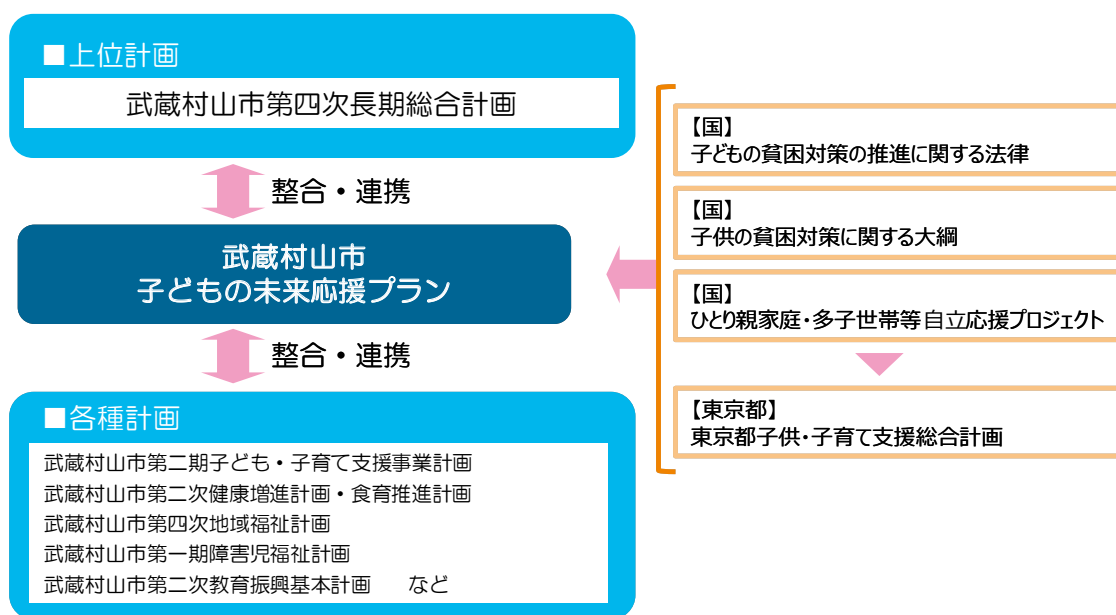 ■上位計画
武蔵村山市第四次長期総合計画
整合・連携
武蔵村山市
子どもの未来応援プラン
整合・連携
■各種計画
武蔵村山市第二期子ども・子育て支援事業計画
武蔵村山市第二次健康増進計画・食育推進計画
武蔵村山市第四次地域福祉計画
武蔵村山市第一期障害児福祉計画
武蔵村山市第二次教育振興基本計画　など
【国】
子どもの貧困対策の推進に関する法律
【国】
子供の貧困対策に関する大綱
【国】
ひとり親家庭・多子世帯等自立応援プロジェクト
【東京都】
東京都子供・子育て支援総合計画